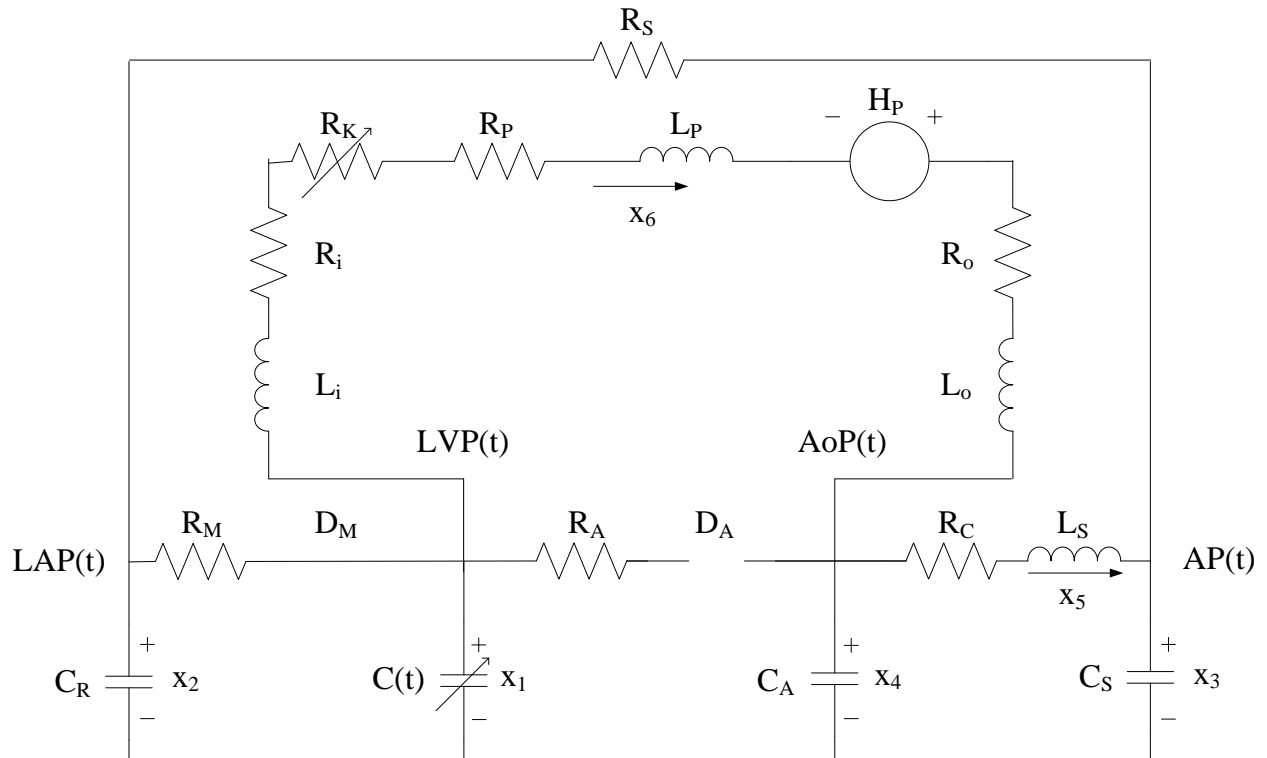 R_S
H_P
− +
R_K R_P L_P
x_6
R_i R_o
L_i L_o
LVP(t) AoP(t)
R_M D_M R_A D_A R_C L_S
LAP(t) AP(t)
x_5
+ + + +
C_R x_2 C(t) x_1 C_A x_4 C_S x_3
− − − −